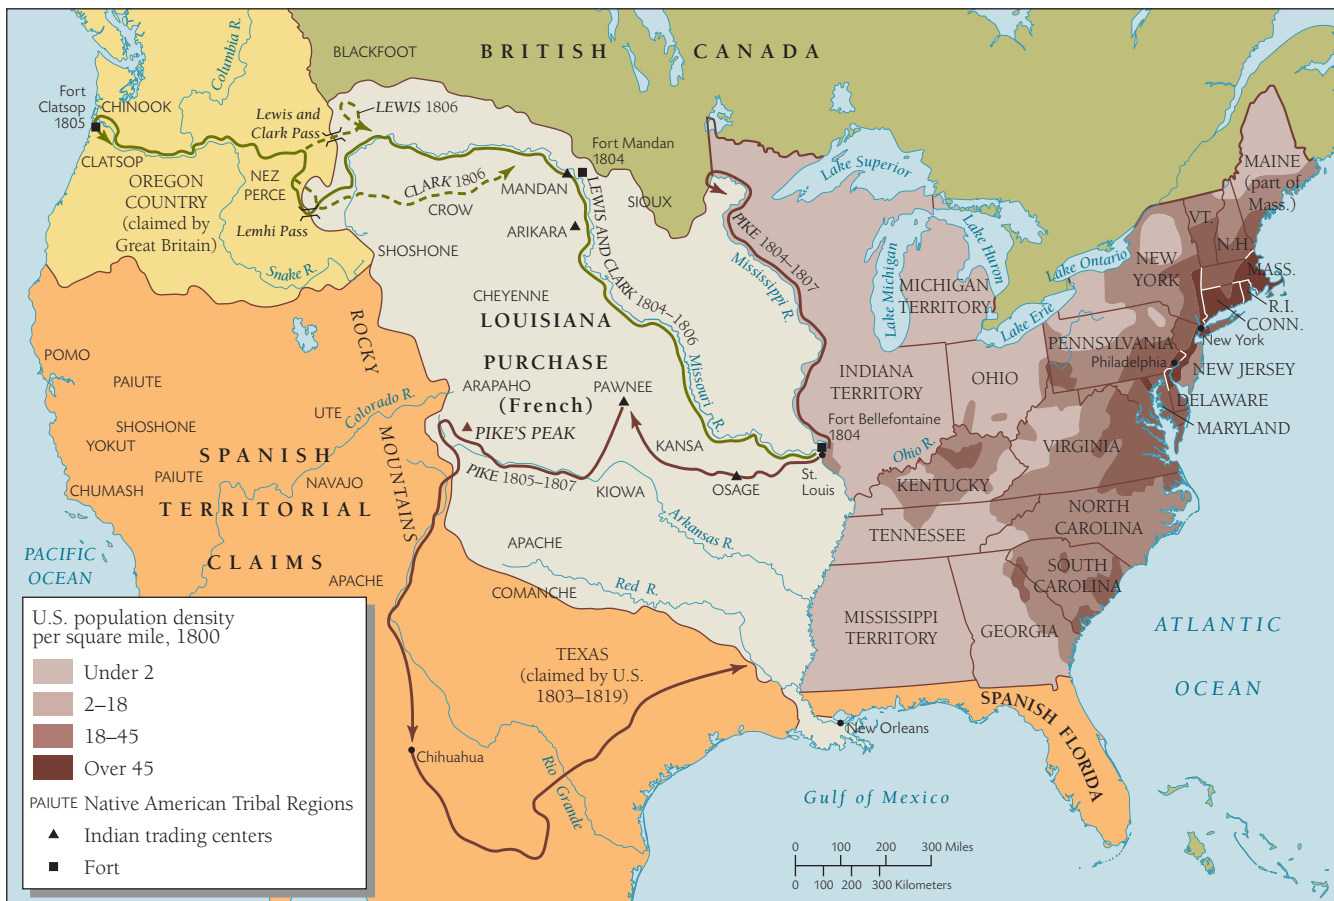 BRITISH CANADA
BLACKFOOT
Columbia R.
Fort
Clatsop
1805
CHINOOK
LEWIS 1806
Lewis and
Clark Pass
CLATSOP
OREGON
COUNTRY
(claimed by
Great Britain)
NEZ
PERCE
Lemhi Pass
Snake R.
CLARK 1806
CROW
SHOSHONE
MANDAN
Fort Mandan
1804
ARIKARA
SIOUX
LEWIS AND CLARK 1804–1806
CHEYENNE
LOUISIANA
PURCHASE
(French)
ARAPAHO
PAWNEE
PIKE'S PEAK
Missouri R.
KANSA
PIKE 1805–1807
KIOWA
OSAGE
St.
Louis
Fort Bellefontaine
1804
PIKE 1804–1807
Mississippi R.
Arkansas R.
APACHE
Red R.
COMANCHE
ROCKY
MOUNTAINS
POMO
PAIUTE
UTE
Colorado R.
SHOSHONE
YOKUT
SPANISH
PAIUTE
NAVAJO
CHUMASH
TERRITORIAL
CLAIMS
APACHE
PACIFIC
OCEAN
TEXAS
(claimed by U.S.
1803–1819)
Chihuahua
Rio Grande
New Orleans
Gulf of Mexico
SPANISH FLORIDA
ATLANTIC
OCEAN
Lake Superior
Lake Michigan
Lake Huron
Lake Ontario
Lake Erie
MICHIGAN
TERRITORY
INDIANA
TERRITORY
OHIO
Ohio R.
KENTUCKY
TENNESSEE
MISSISSIPPI
TERRITORY
GEORGIA
SOUTH
CAROLINA
NORTH
CAROLINA
VIRGINIA
MARYLAND
DELAWARE
NEW JERSEY
PENNSYLVANIA
Philadelphia
New York
NEW
YORK
CONN.
R.I.
MASS.
N.H.
VT.
MAINE
(part of
Mass.)
U.S. population density
per square mile, 1800
Under 2
2–18
18–45
Over 45
PAIUTE Native American Tribal Regions
Indian trading centers
Fort
0 100 200 300 Miles
0 100 200 300 Kilometers